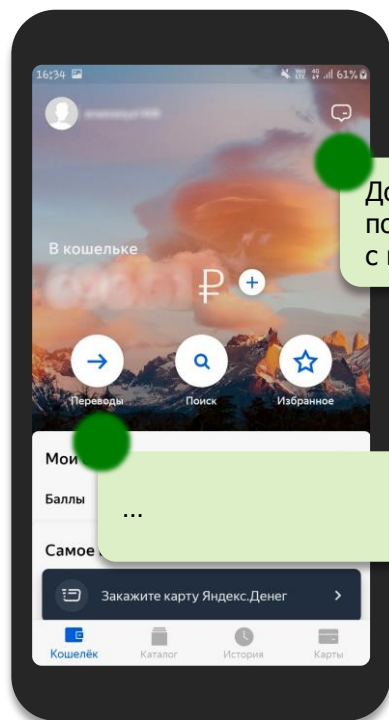 16:34 61%
В кошельке
₽ +
Переводы Поиск Избранное
Мои
Баллы
...
Самое
Закажите карту Яндекс.Денег
Кошелёк Каталог История Карты
До
по
с